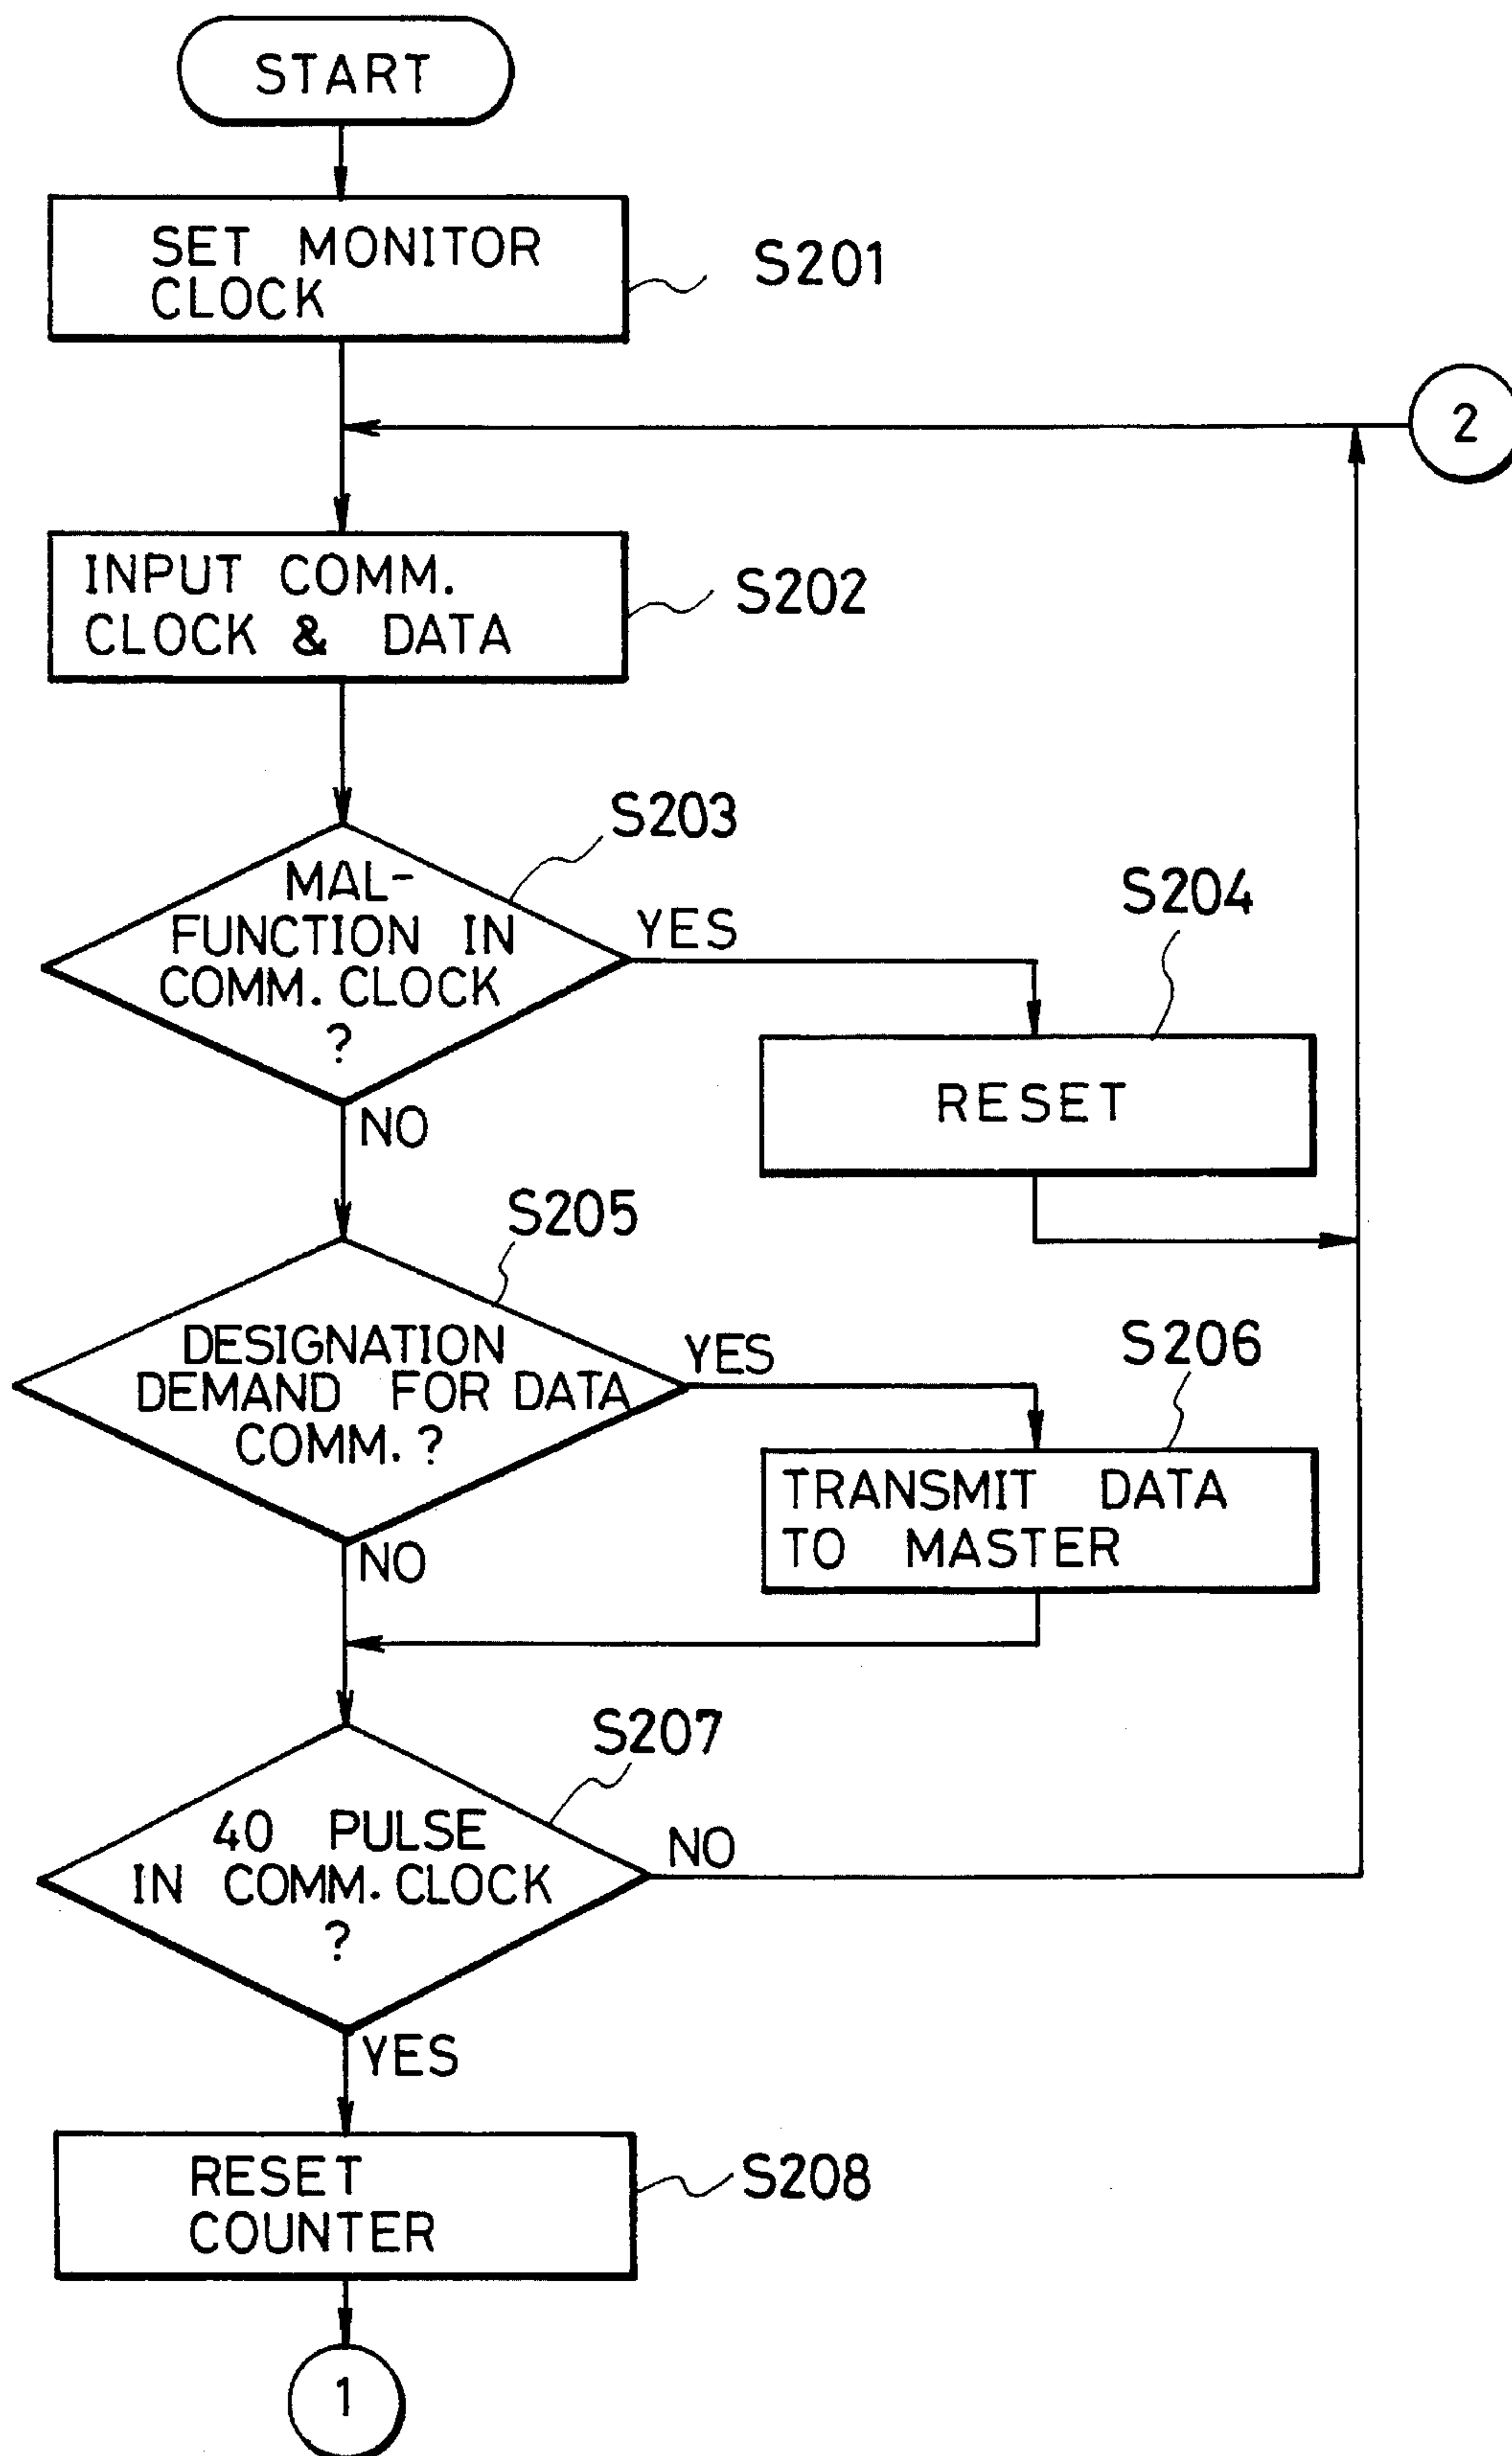 START
SET MONITOR
CLOCK
S201
2
INPUT COMM.
CLOCK & DATA
S202
S203
MAL-
FUNCTION IN
COMM. CLOCK
?
YES
NO
S204
RESET
S205
DESIGNATION
DEMAND FOR DATA
COMM. ?
YES
NO
S206
TRANSMIT DATA
TO MASTER
S207
40 PULSE
IN COMM. CLOCK
?
NO
YES
RESET
COUNTER
S208
1